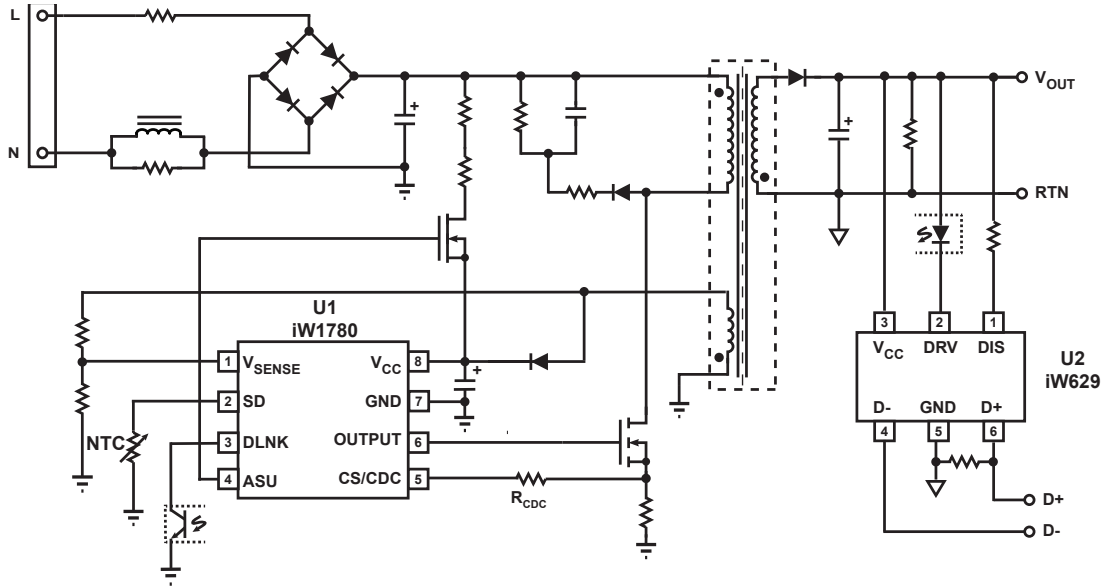 L
N
+
V_OUT
+
RTN
U1
iW1780
1
V_SENSE
V_CC
8
+
2
SD
GND
7
NTC
3
DLNK
OUTPUT
6
4
ASU
CS/CDC
5
R_CDC
3
2
1
V_CC
DRV
DIS
U2
iW629
D-
GND
D+
4
5
6
D+
D-